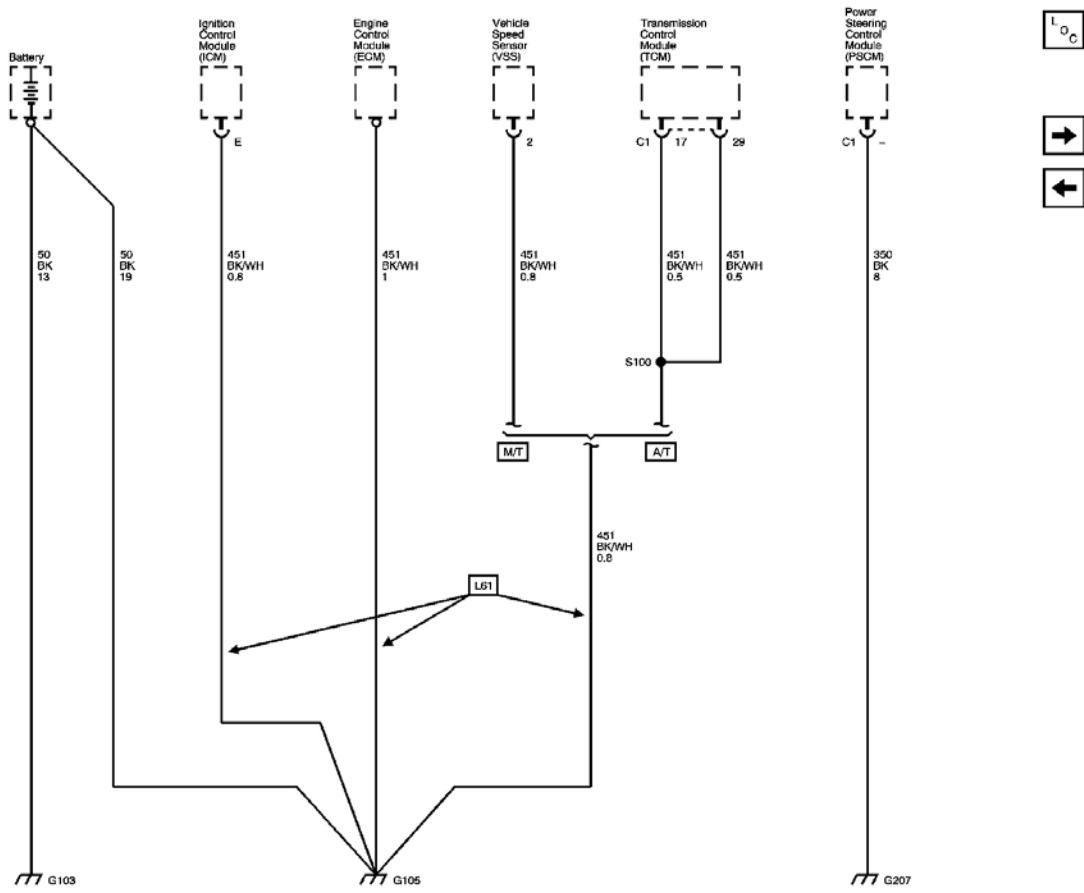 Battery
Ignition
Control
Module
(ICM)
Engine
Control
Module
(ECM)
Vehicle
Speed
Sensor
(VSS)
Transmission
Control
Module
(TCM)
Power
Steering
Control
Module
(PSCM)
LOC
E
2
C1
17
29
C1
–
50
BK
13
50
BK
19
451
BK/WH
0.8
451
BK/WH
1
451
BK/WH
0.8
451
BK/WH
0.5
451
BK/WH
0.5
350
BK
8
S100
M/T
A/T
451
BK/WH
0.8
L61
G103
G105
G207